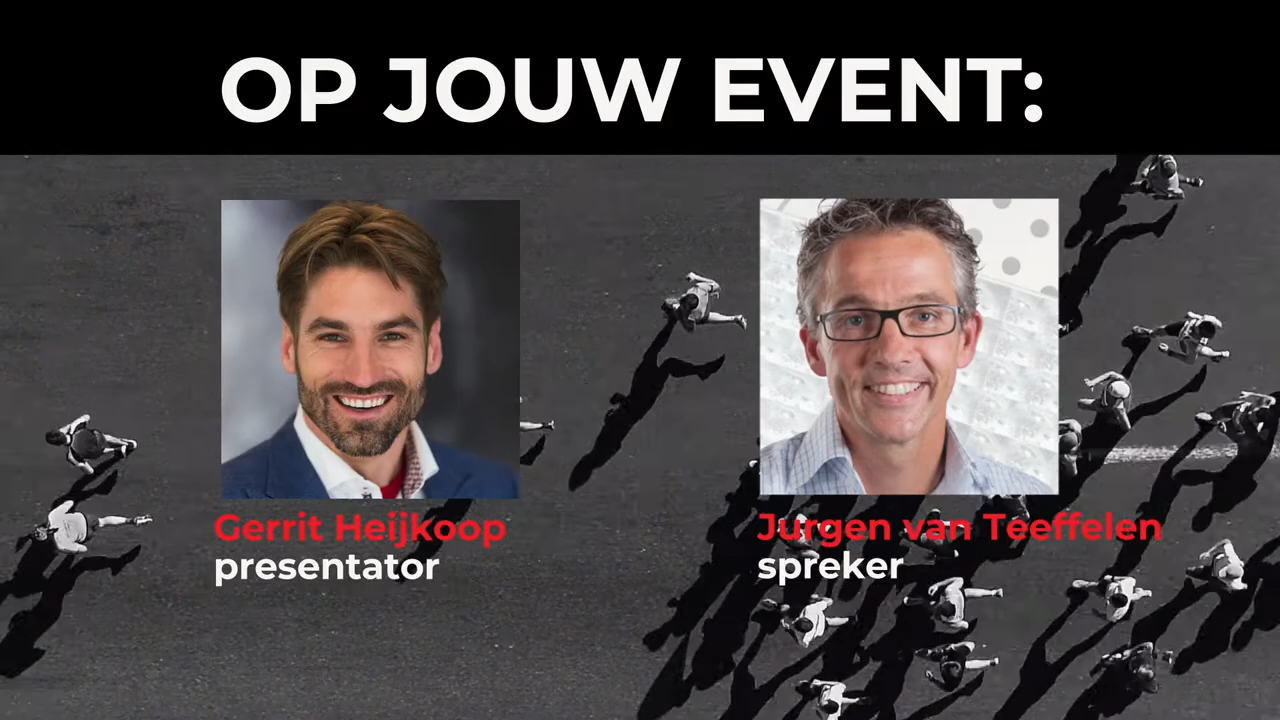 OP JOUW EVENT:
Gerrit Heijkoop
presentator
Jurgen van Teeffelen
spreker